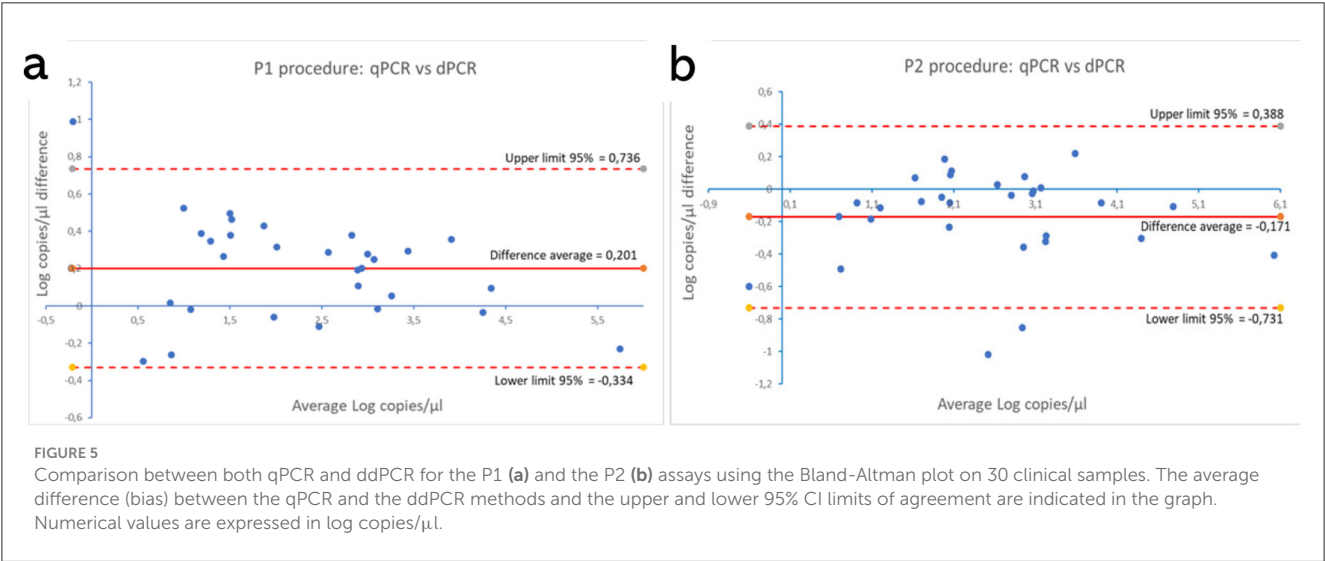 a
P1 procedure: qPCR vs dPCR
Log copies/µl difference
1,2
1
0,8
0,6
0,4
0,2
0
-0,2
-0,4
-0,6
-0,5
0,5
1,5
2,5
3,5
4,5
5,5
Upper limit 95% = 0,736
Difference average = 0,201
Lower limit 95% = -0,334
Average Log copies/µl
b
P2 procedure: qPCR vs dPCR
Log copies/µl difference
0,6
0,4
0,2
0
-0,2
-0,4
-0,6
-0,8
-1
-1,2
-0,9
0,1
1,1
2,1
3,1
4,1
5,1
6,1
Upper limit 95% = 0,388
Difference average = -0,171
Lower limit 95% = -0,731
Average Log copies/µl
FIGURE 5
Comparison between both qPCR and ddPCR for the P1 (a) and the P2 (b) assays using the Bland-Altman plot on 30 clinical samples. The average
difference (bias) between the qPCR and the ddPCR methods and the upper and lower 95% CI limits of agreement are indicated in the graph.
Numerical values are expressed in log copies/µl.